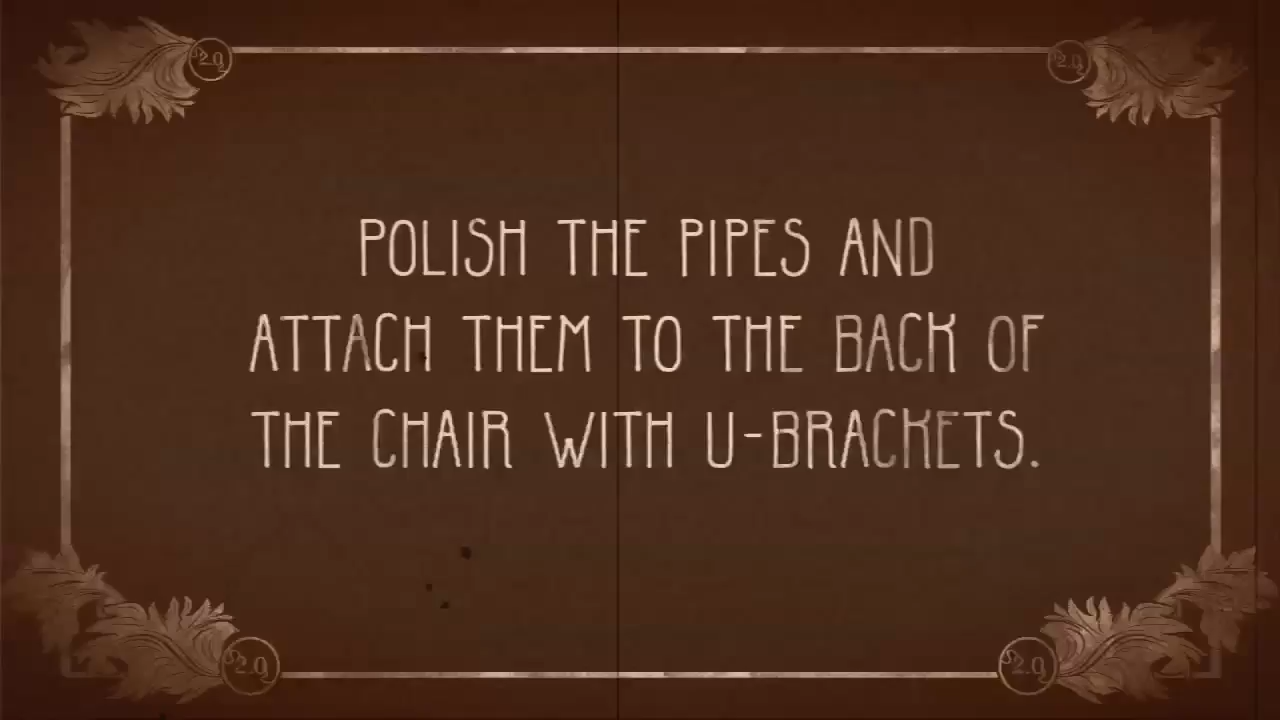 POLISH THE PIPES AND
ATTACH THEM TO THE BACK OF
THE CHAIR WITH U-BRACKETS.